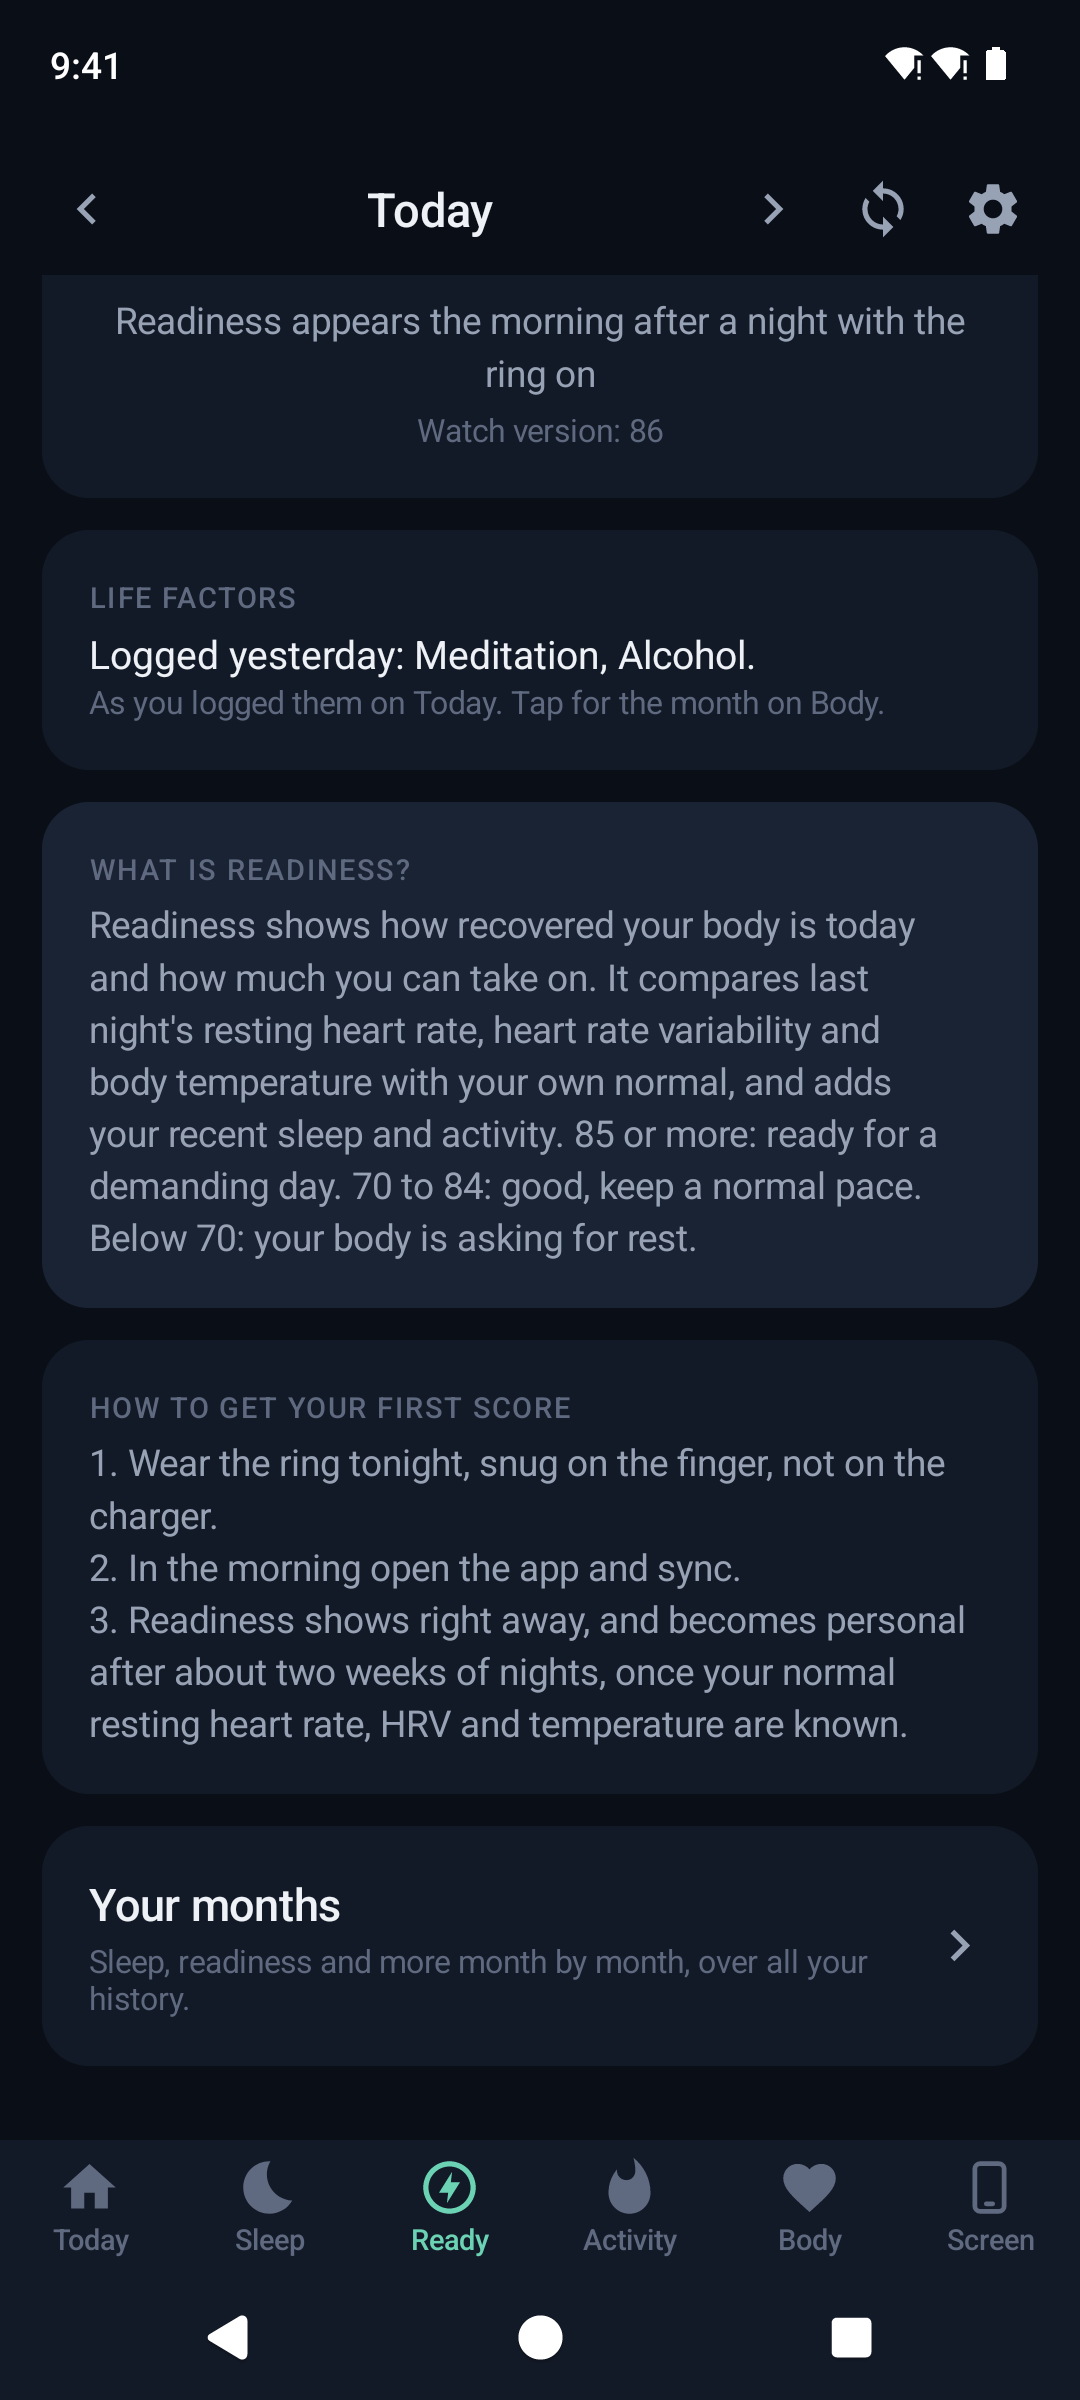 9:41
Today
Readiness appears the morning after a night with the
ring on
Watch version: 86
LIFE FACTORS
Logged yesterday: Meditation, Alcohol.
As you logged them on Today. Tap for the month on Body.
WHAT IS READINESS?
Readiness shows how recovered your body is today
and how much you can take on. It compares last
night's resting heart rate, heart rate variability and
body temperature with your own normal, and adds
your recent sleep and activity. 85 or more: ready for a
demanding day. 70 to 84: good, keep a normal pace.
Below 70: your body is asking for rest.
HOW TO GET YOUR FIRST SCORE
1. Wear the ring tonight, snug on the finger, not on the
charger.
2. In the morning open the app and sync.
3. Readiness shows right away, and becomes personal
after about two weeks of nights, once your normal
resting heart rate, HRV and temperature are known.
Your months
Sleep, readiness and more month by month, over all your
history.
Today Sleep Ready Activity Body Screen